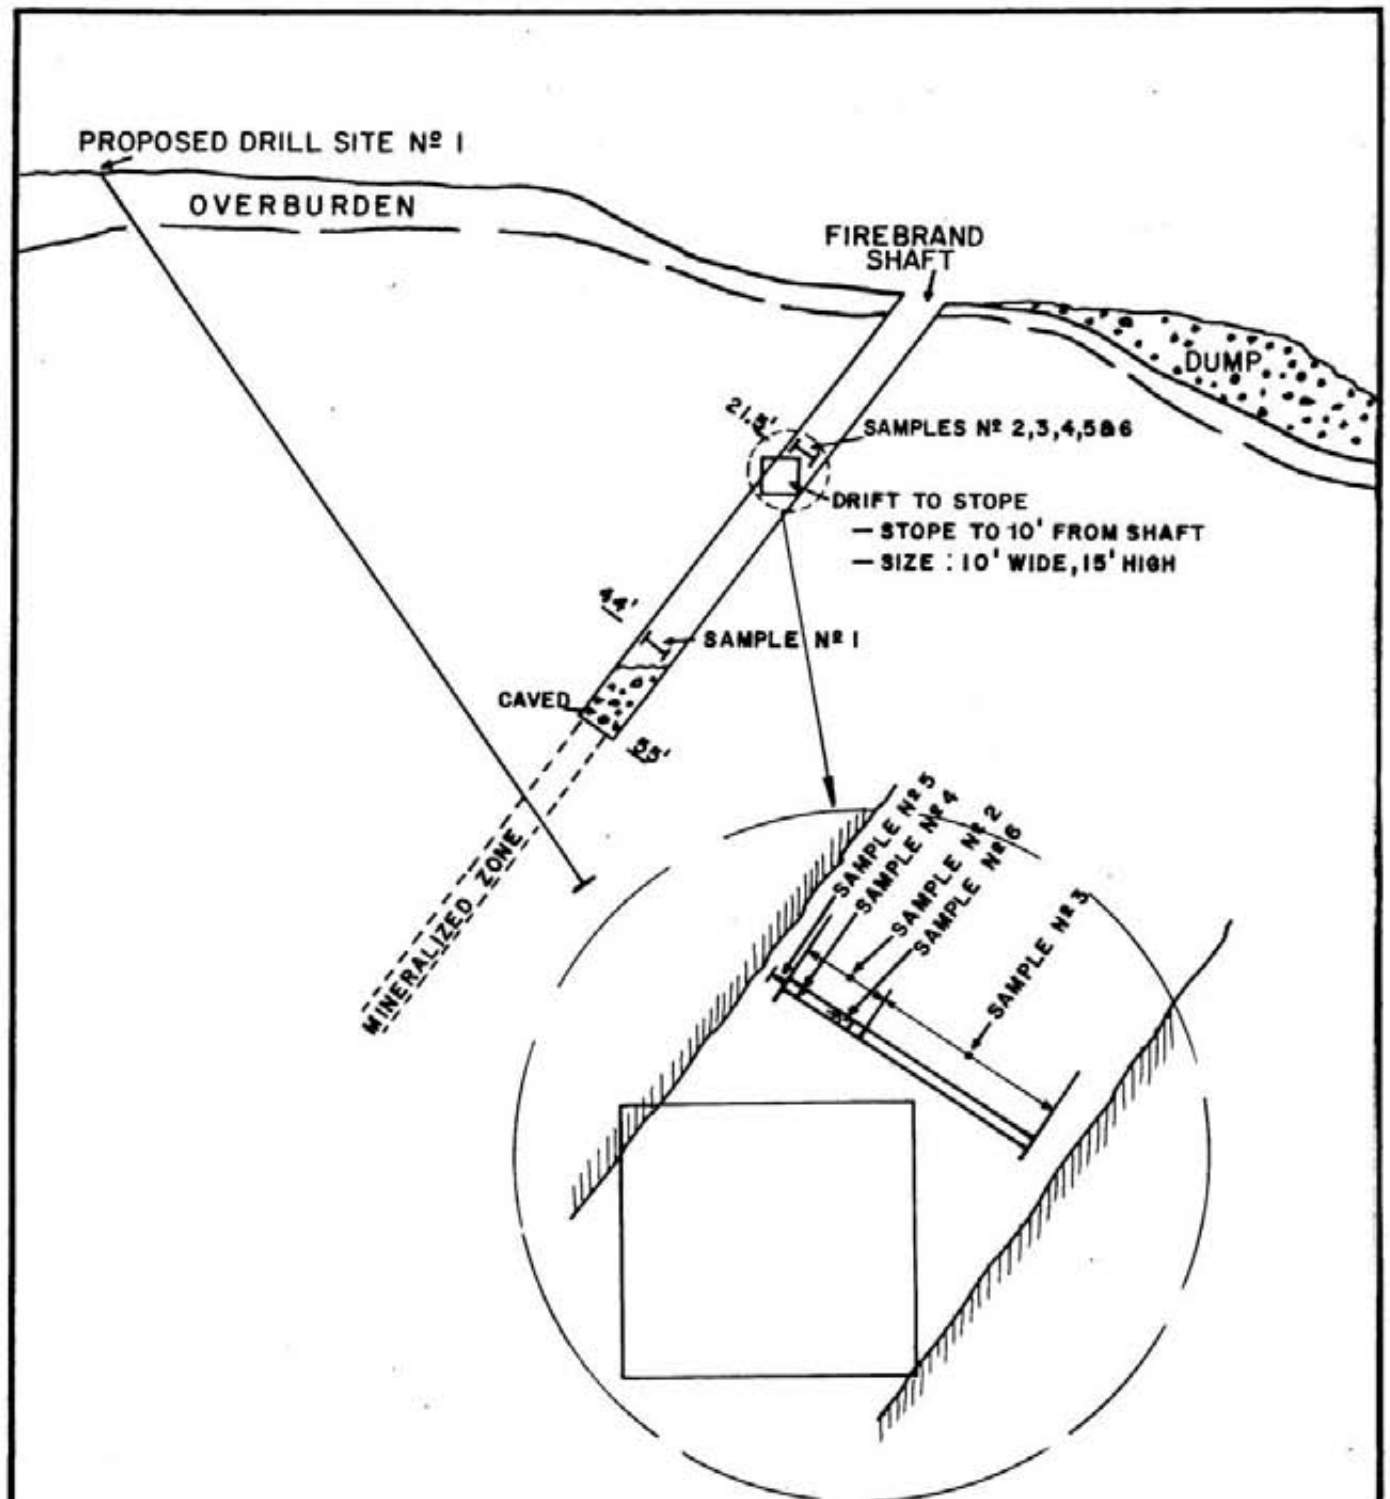 PROPOSED DRILL SITE Nº 1
OVERBURDEN
FIREBRAND
SHAFT
DUMP
21.5'
SAMPLES Nº 2,3,4,5&6
DRIFT TO STOPE
— STOPE TO 10' FROM SHAFT
— SIZE : 10' WIDE, 15' HIGH
44'
SAMPLE Nº 1
CAVED
55'
MINERALIZED ZONE
SAMPLE Nº 5
SAMPLE Nº 4
SAMPLE Nº 2
SAMPLE Nº 6
SAMPLE Nº 3